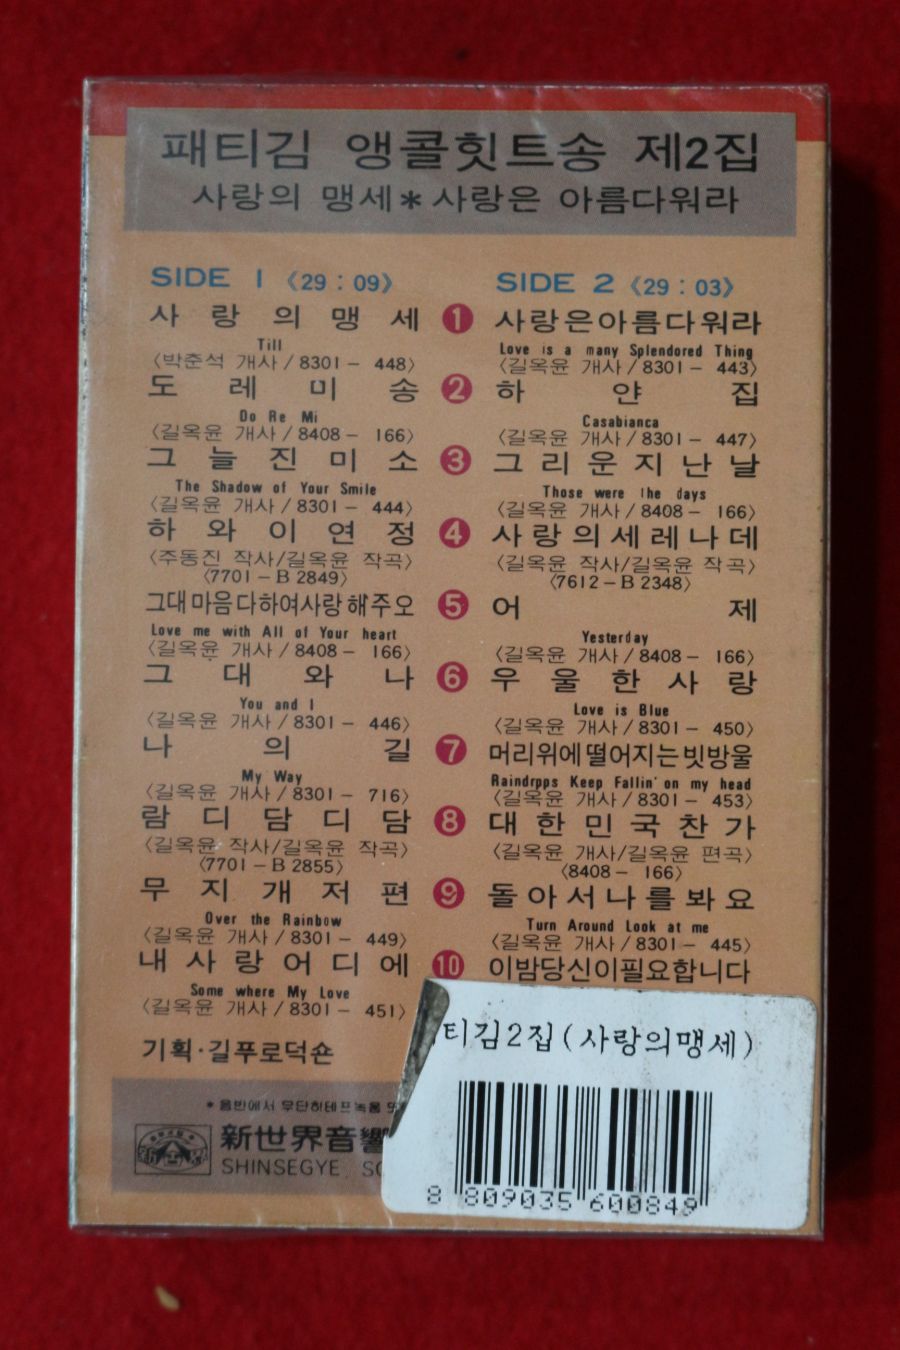 패티김 앵콜힛트송 제2집
사랑의 맹세*사랑은 아름다워라
SIDE 1 《29 : 09》
사랑의맹세
Till
〈박춘석 개사/8301-448〉
도레미송
Do Re Mi
〈길옥윤 개사/8408-166〉
그늘진미소
The Shadow of Your Smile
〈길옥윤 개사/8301-444〉
하와이연정
〈주동진 작사/길옥윤 작곡〉
〈7701-B2849〉
그대마음다하여사랑해주오
Love me with All of Your heart
〈길옥윤 개사/8408-166〉
그대와나
You and I
〈길옥윤 개사/8301-446〉
나의길
My Way
〈길옥윤 개사/8301-716〉
람디담디담
〈길옥윤 작사/길옥윤 작곡〉
〈7701-B2855〉
무지개저편
Over the Rainbow
〈길옥윤 개사/8301-449〉
내사랑어디에
Some where My Love
〈길옥윤 개사/8301-451〉
1
2
3
4
5
6
7
8
9
10
SIDE 2 《29 : 03》
사랑은아름다워라
Love is a many Splendored Thing
〈길옥윤 개사/8301-443〉
하얀집
Casabianca
〈길옥윤 개사/8301-447〉
그리운지난날
Those were the days
〈길옥윤 개사/8408-166〉
사랑의세레나데
〈길옥윤 작사/길옥윤 작곡〉
〈7612-B2348〉
어제
Yesterday
〈길옥윤 개사/8408-166〉
우울한사랑
Love is Blue
〈길옥윤 개사/8301-450〉
머리위에떨어지는빗방울
Raindrpps Keep Fallin' on my head
〈길옥윤 개사/8301-453〉
대한민국찬가
〈길옥윤 개사/길옥윤 편곡〉
〈8408-166〉
돌아서나를봐요
Turn Around Look at me
〈길옥윤 개사/8301-445〉
이밤당신이필요합니다
기획·길푸로덕숀
*음반에서 무단히테프녹음
新世界音響
SHINSEGYE
티김2집(사랑의맹세)
8 809035 600849